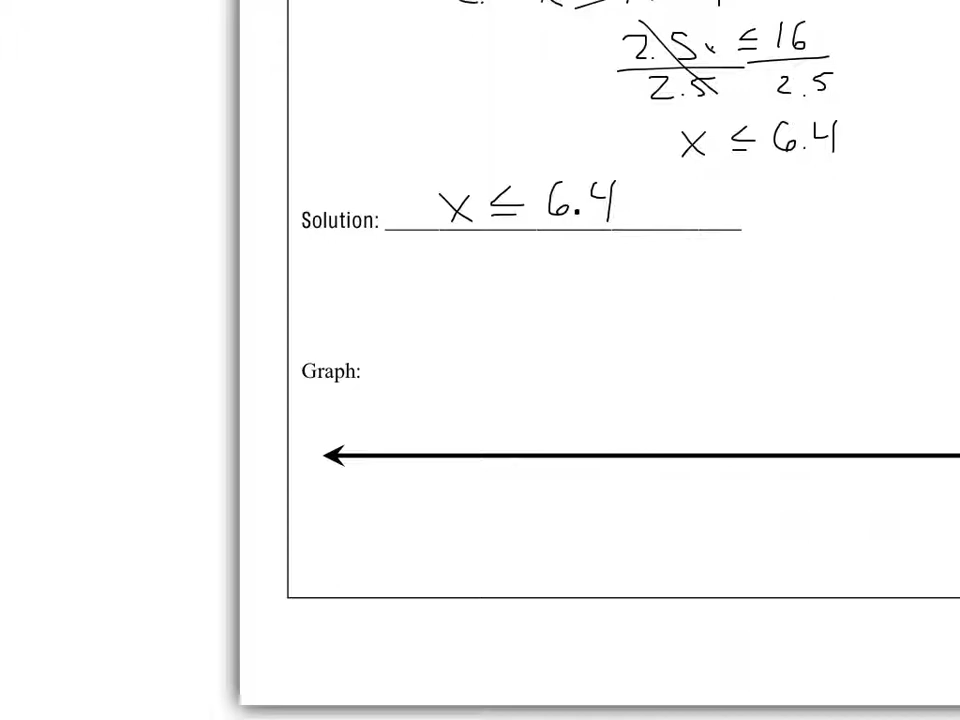 2.5x ≤ 16
2.5 2.5
x ≤ 6.4
Solution: x ≤ 6.4
Graph: